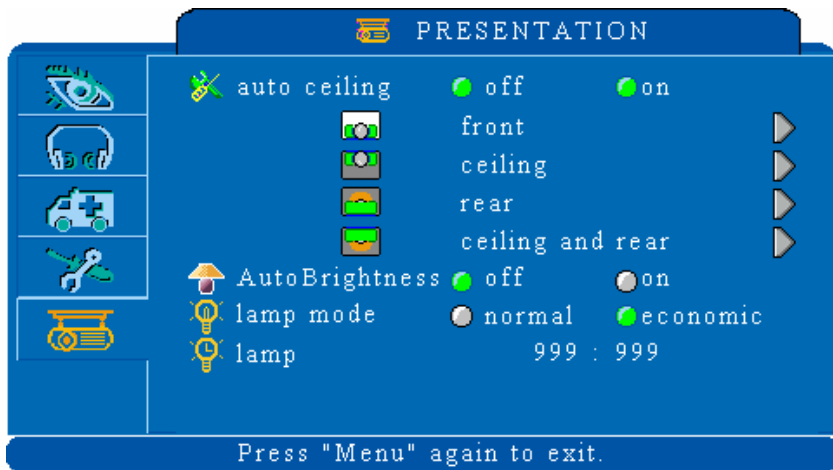 PRESENTATION
auto ceiling off on
front
ceiling
rear
ceiling and rear
AutoBrightness off on
lamp mode normal economic
lamp 999 : 999
Press "Menu" again to exit.